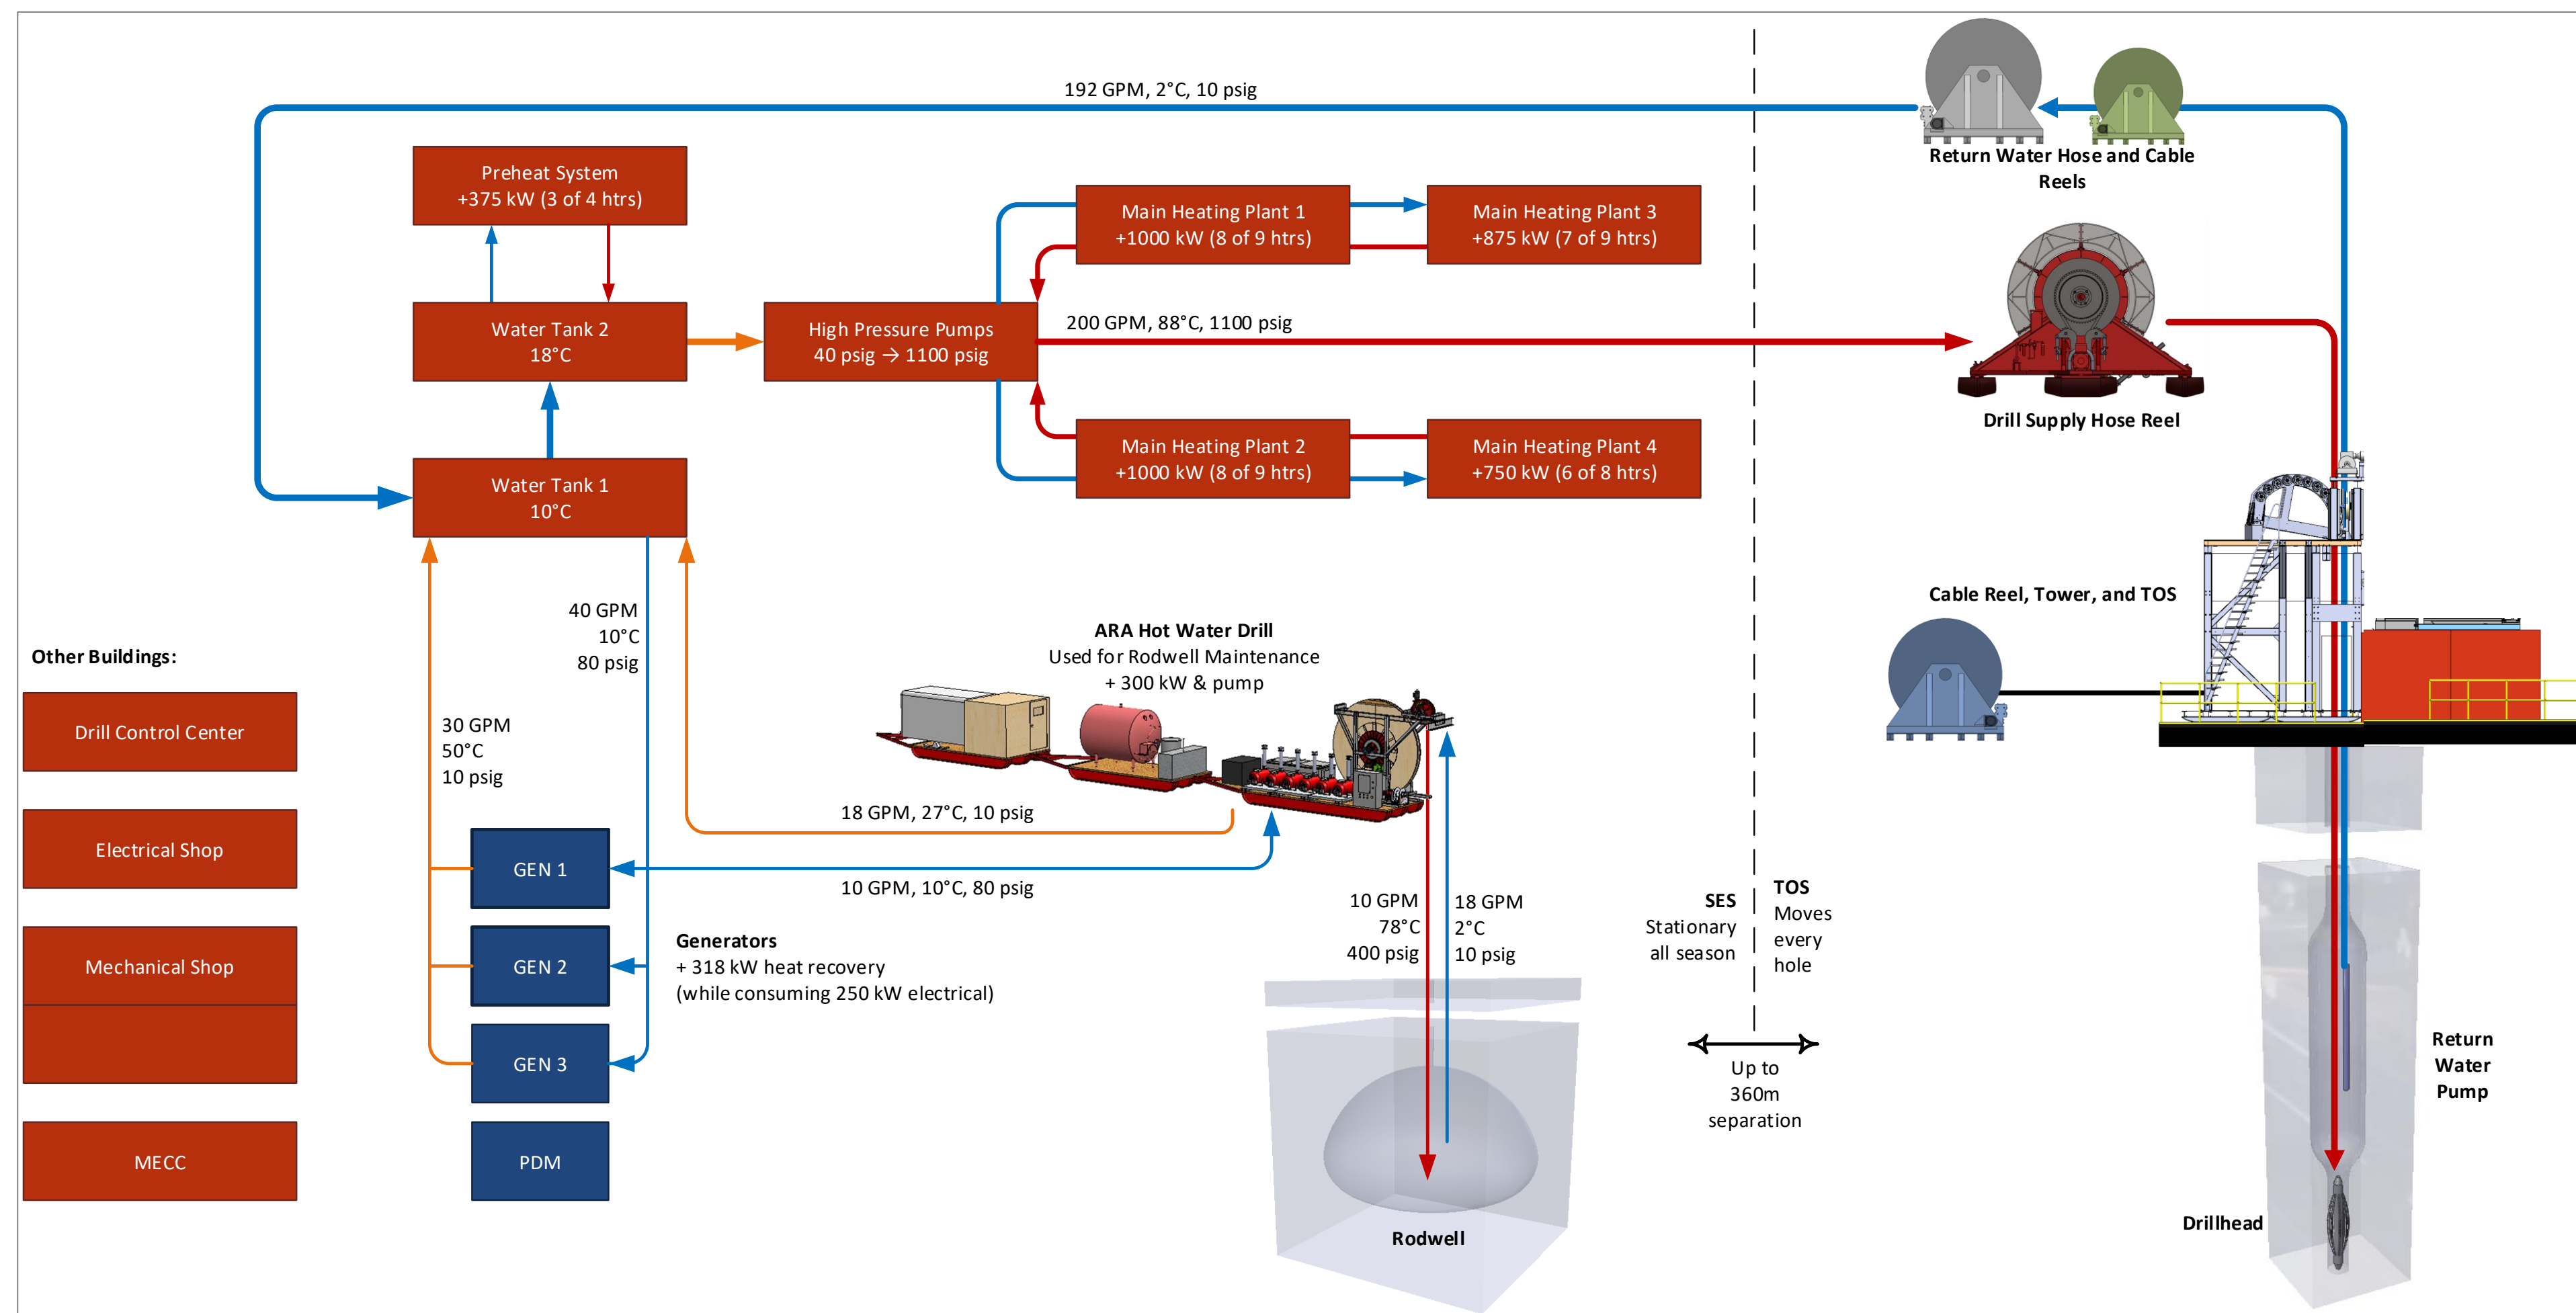 192 GPM, 2°C, 10 psig
Return Water Hose and Cable
Reels
Preheat System
+375 kW (3 of 4 htrs)
Main Heating Plant 1
+1000 kW (8 of 9 htrs)
Main Heating Plant 3
+875 kW (7 of 9 htrs)
Water Tank 2
18°C
High Pressure Pumps
40 psig → 1100 psig
200 GPM, 88°C, 1100 psig
Drill Supply Hose Reel
Main Heating Plant 2
+1000 kW (8 of 9 htrs)
Main Heating Plant 4
+750 kW (6 of 8 htrs)
Water Tank 1
10°C
40 GPM
10°C
80 psig
ARA Hot Water Drill
Used for Rodwell Maintenance
+ 300 kW & pump
Cable Reel, Tower, and TOS
Other Buildings:
Drill Control Center
Electrical Shop
Mechanical Shop
MECC
30 GPM
50°C
10 psig
18 GPM, 27°C, 10 psig
10 GPM, 10°C, 80 psig
GEN 1
GEN 2
GEN 3
PDM
Generators
+ 318 kW heat recovery
(while consuming 250 kW electrical)
10 GPM
78°C
400 psig
18 GPM
2°C
10 psig
Rodwell
SES
Stationary
all season
TOS
Moves
every
hole
Up to
360m
separation
Return
Water
Pump
Drillhead